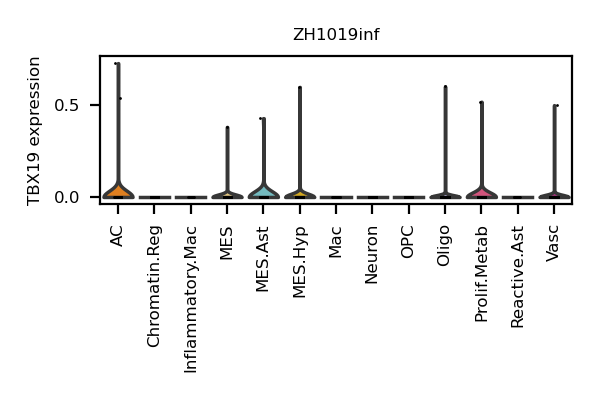 ZH1019inf
TBX19 expression
0.5
0.0
AC
Chromatin.Reg
Inflammatory.Mac
MES
MES.Ast
MES.Hyp
Mac
Neuron
OPC
Oligo
Prolif.Metab
Reactive.Ast
Vasc